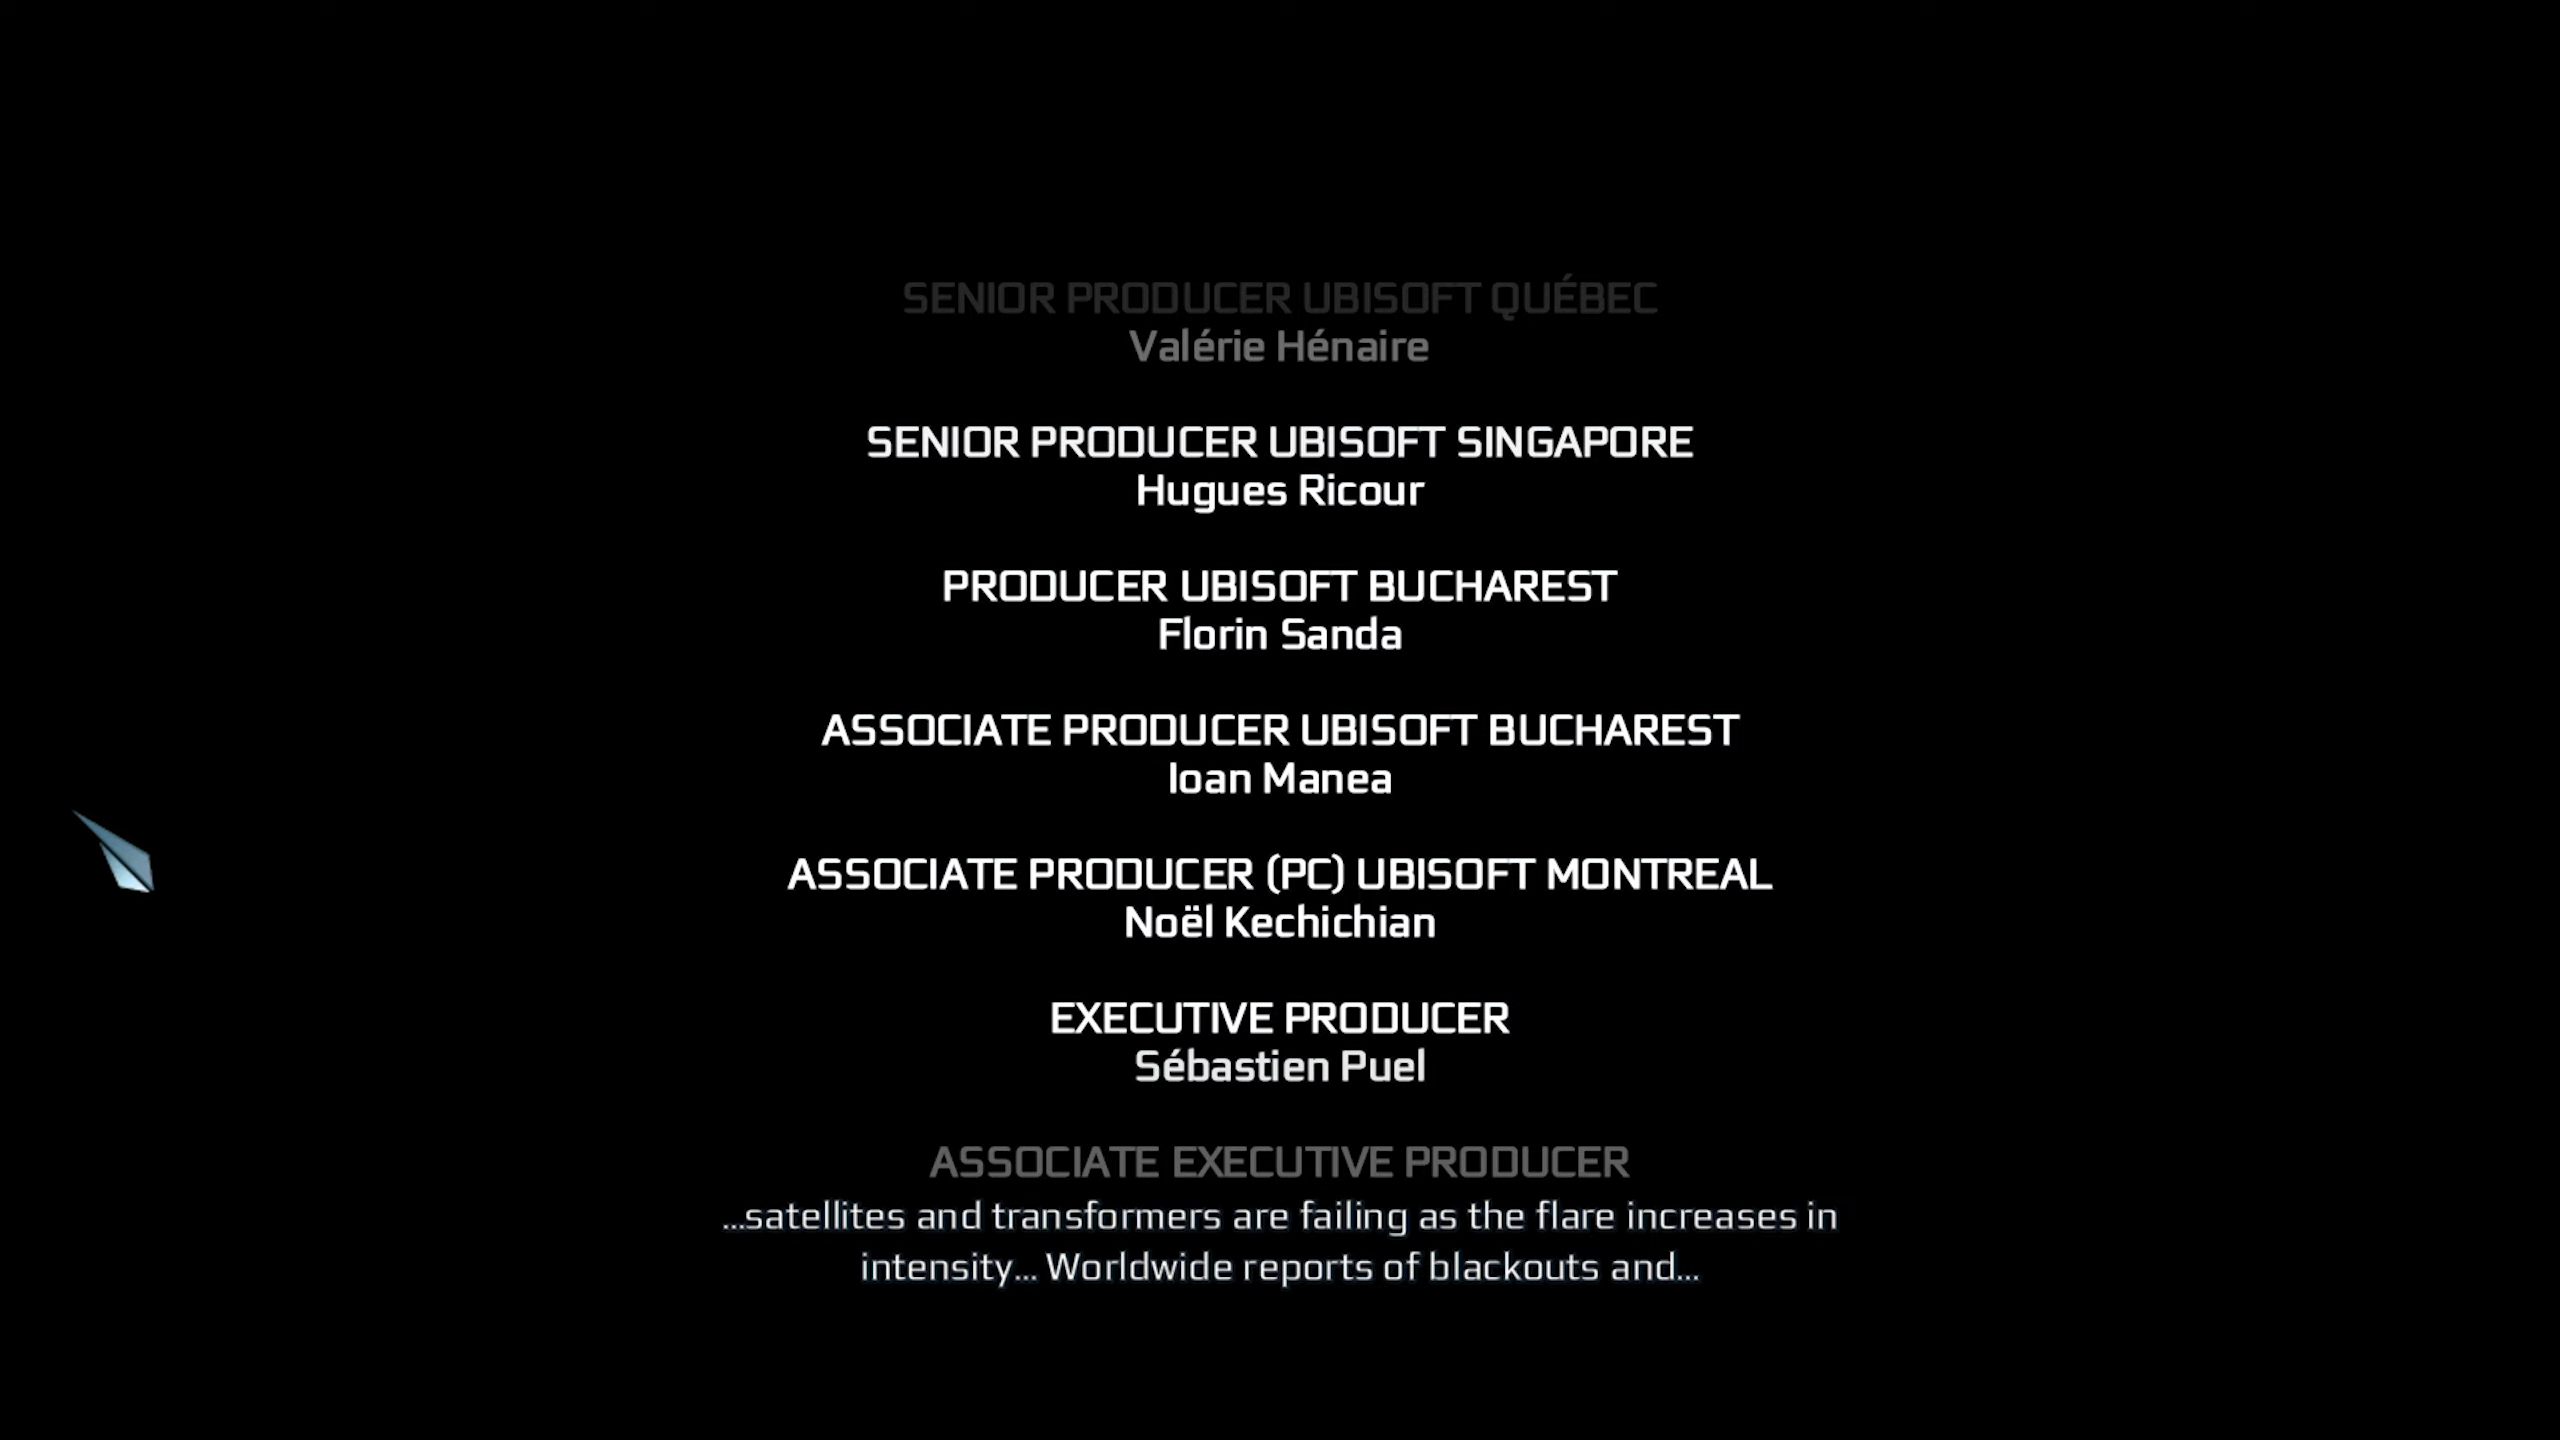 SENIOR PRODUCER UBISOFT QUÉBEC
Valérie Hénaire
SENIOR PRODUCER UBISOFT SINGAPORE
Hugues Ricour
PRODUCER UBISOFT BUCHAREST
Florin Sanda
ASSOCIATE PRODUCER UBISOFT BUCHAREST
Ioan Manea
ASSOCIATE PRODUCER (PC) UBISOFT MONTREAL
Noël Kechichian
EXECUTIVE PRODUCER
Sébastien Puel
ASSOCIATE EXECUTIVE PRODUCER
...satellites and transformers are failing as the flare increases in
intensity... Worldwide reports of blackouts and...